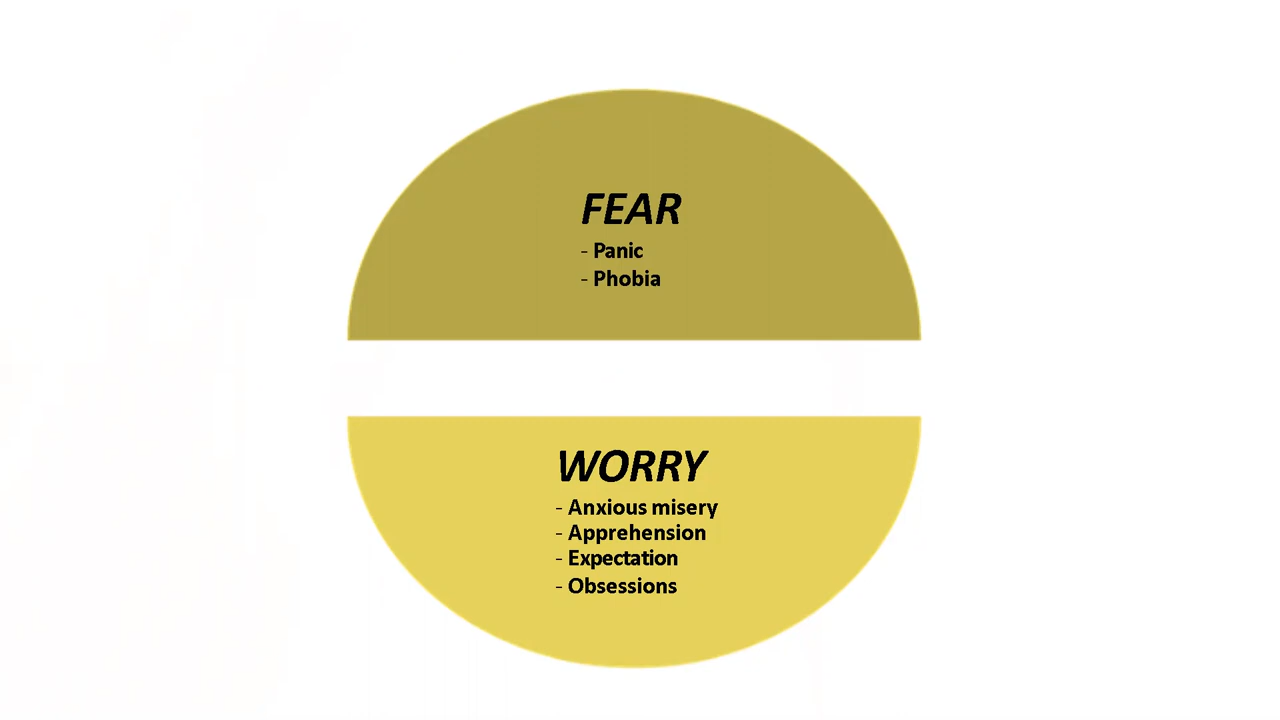 FEAR
- Panic
- Phobia
WORRY
- Anxious misery
- Apprehension
- Expectation
- Obsessions